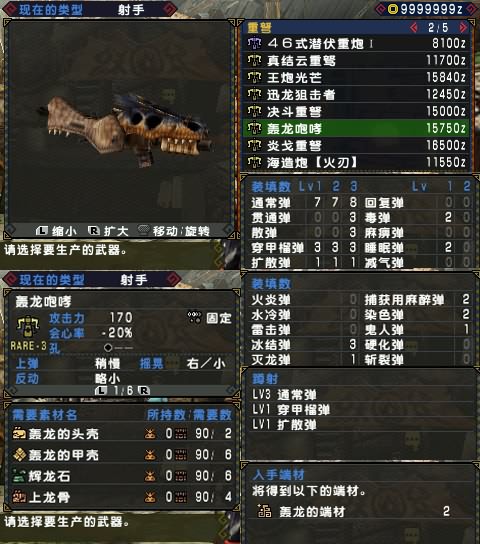 现在的类型 射手
9999999z
重弩 2/5
46式潜伏重炮Ⅰ 8100z
真结云重弩 11700z
王炮光芒 15840z
迅龙狙击者 12450z
决斗重弩 15000z
轰龙咆哮 15750z
炎戈重弩 16500z
海造炮【火刃】 11550z
L 缩小 R 扩大 移动/旋转
请选择要生产的武器。
装填数 Lv1 2 3 Lv 1 2
通常弹 7 7 8 回复弹 0 0
贯通弹 0 0 3 毒弹 2 0
散弹 0 0 3 麻痹弹 0 0
穿甲榴弹 3 3 3 睡眠弹 2 0
扩散弹 1 1 1 减气弹 0 0
现在的类型 射手
轰龙咆哮
攻击力 170 固定
会心率 -20%
RARE-3 孔 ●――
上弹 稍慢 摇晃 右/小
反动 略小
L 1/6 R
需要素材名 所持数/需要数
轰龙的头壳 0 90/ 2
轰龙的甲壳 0 90/ 6
辉龙石 0 90/ 6
上龙骨 0 90/ 4
请选择要生产的武器。
装填数
火炎弹 0 捕获用麻醉弹 2
水冷弹 0 染色弹 2
雷击弹 0 鬼人弹 1
冰结弹 3 硬化弹 0
灭龙弹 1 斩裂弹 0
蹲射
LV3 通常弹
LV1 穿甲榴弹
LV1 扩散弹
入手端材
将得到以下的端材。
轰龙的端材 2